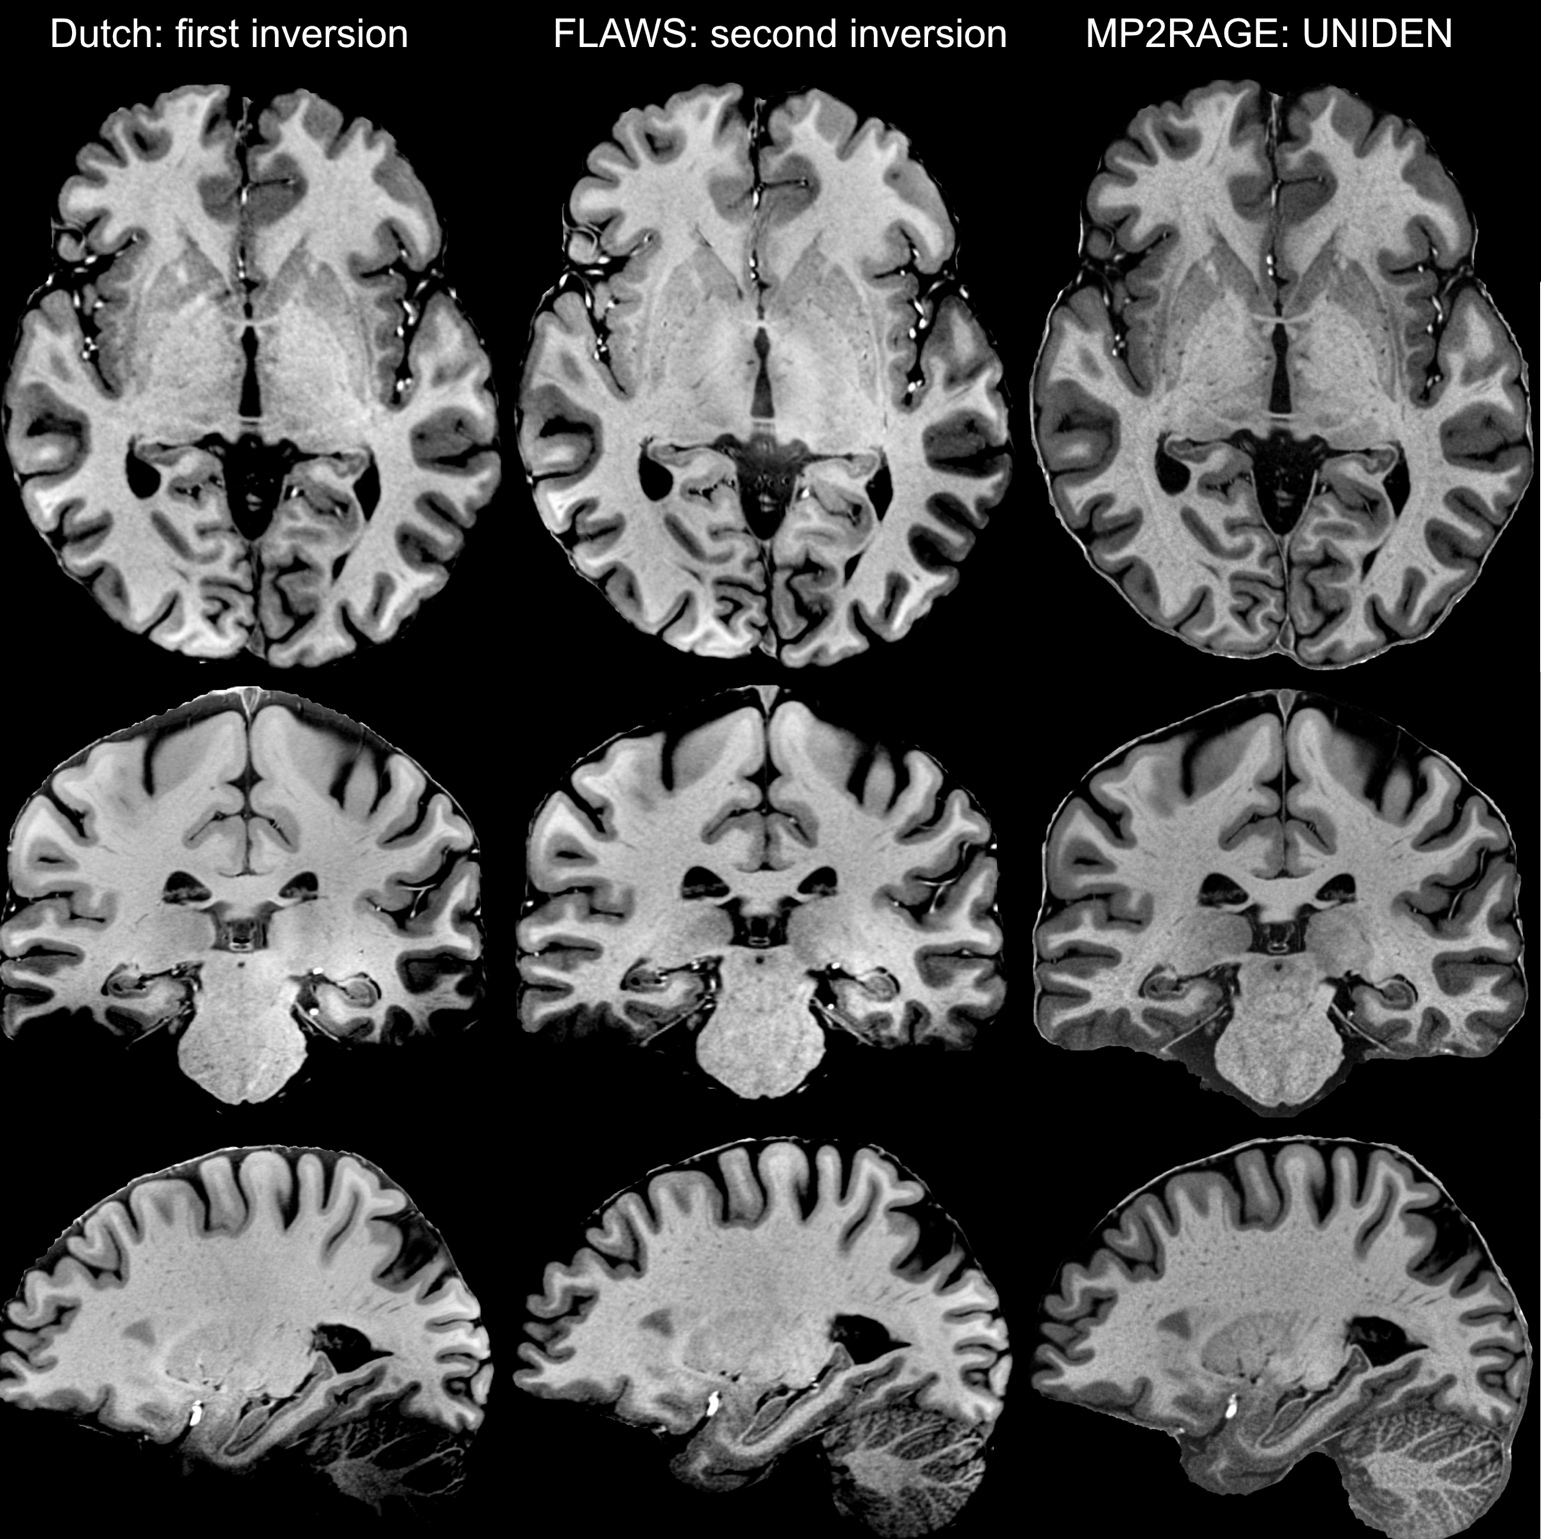 Dutch: first inversion
FLAWS: second inversion
MP2RAGE: UNIDEN